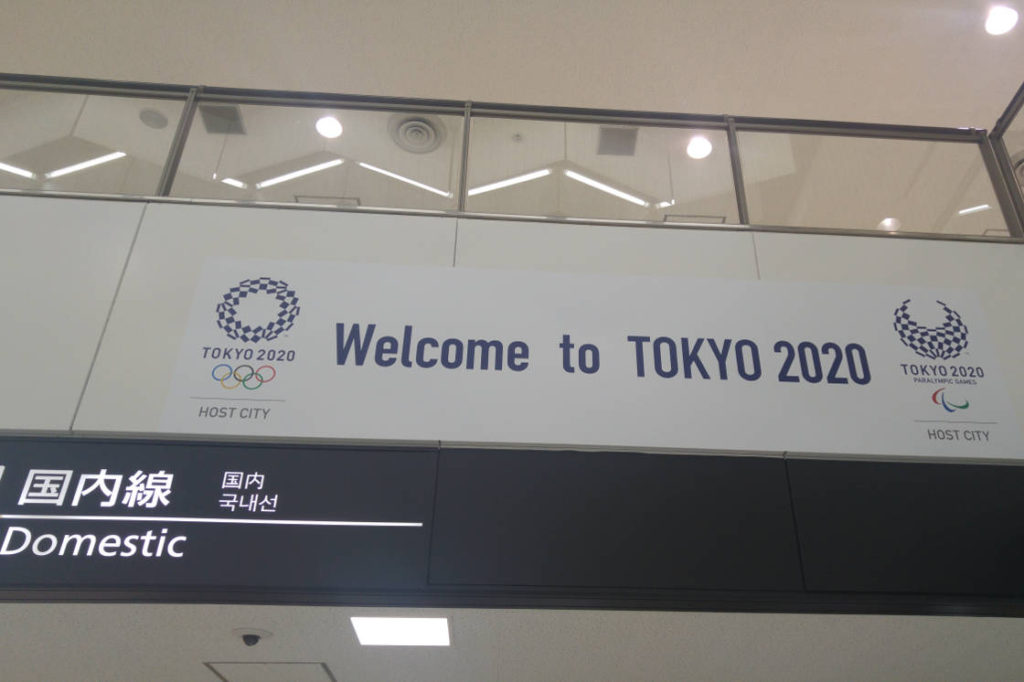 TOKYO 2020
HOST CITY
Welcome to TOKYO 2020
TOKYO 2020
PARALYMPIC GAMES
HOST CITY
国内線
国内
국내선
Domestic